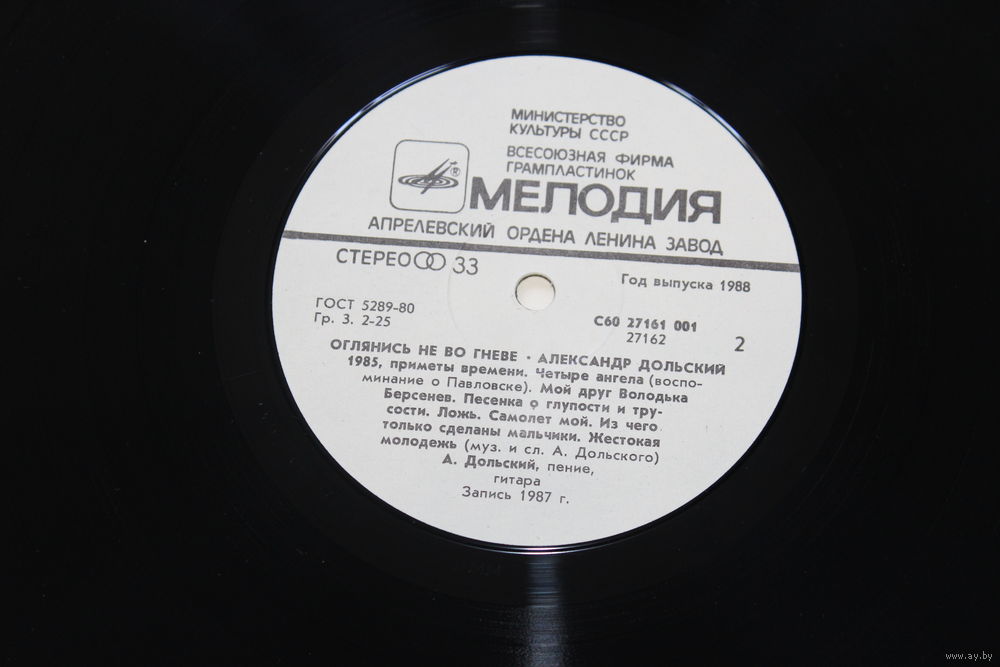 МИНИСТЕРСТВО
КУЛЬТУРЫ СССР
ВСЕСОЮЗНАЯ ФИРМА
ГРАМПЛАСТИНОК
®
МЕЛОДИЯ
АПРЕЛЕВСКИЙ ОРДЕНА ЛЕНИНА ЗАВОД
СТЕРЕО 33
Год выпуска 1988
ГОСТ 5289-80
Гр. 3. 2-25
С60 27161 001
27162
2
ОГЛЯНИСЬ НЕ ВО ГНЕВЕ · АЛЕКСАНДР ДОЛЬСКИЙ
1985, приметы времени. Четыре ангела (воспо-
минание о Павловске). Мой друг Володька
Берсенев. Песенка о глупости и тру-
сости. Ложь. Самолет мой. Из чего
только сделаны мальчики. Жестокая
молодежь (муз. и сл. А. Дольского)
А. Дольский, пение,
гитара
Запись 1987 г.
www.ay.by